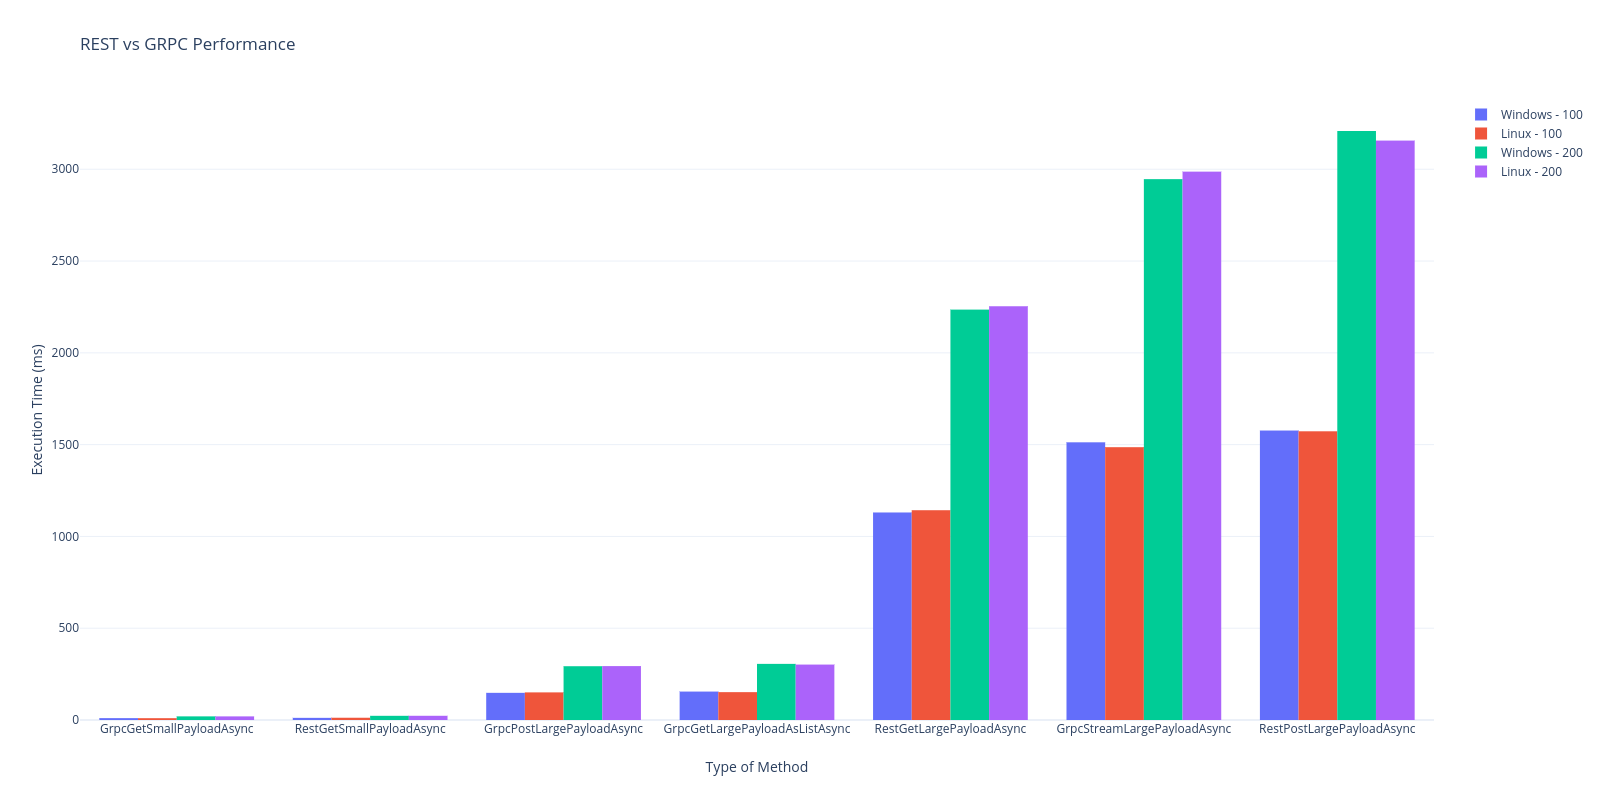 REST vs GRPC Performance
Windows - 100
Linux - 100
Windows - 200
Linux - 200
Execution Time (ms)
3000
2500
2000
1500
1000
500
0
GrpcGetSmallPayloadAsync
RestGetSmallPayloadAsync
GrpcPostLargePayloadAsync
GrpcGetLargePayloadAsListAsync
RestGetLargePayloadAsync
GrpcStreamLargePayloadAsync
RestPostLargePayloadAsync
Type of Method